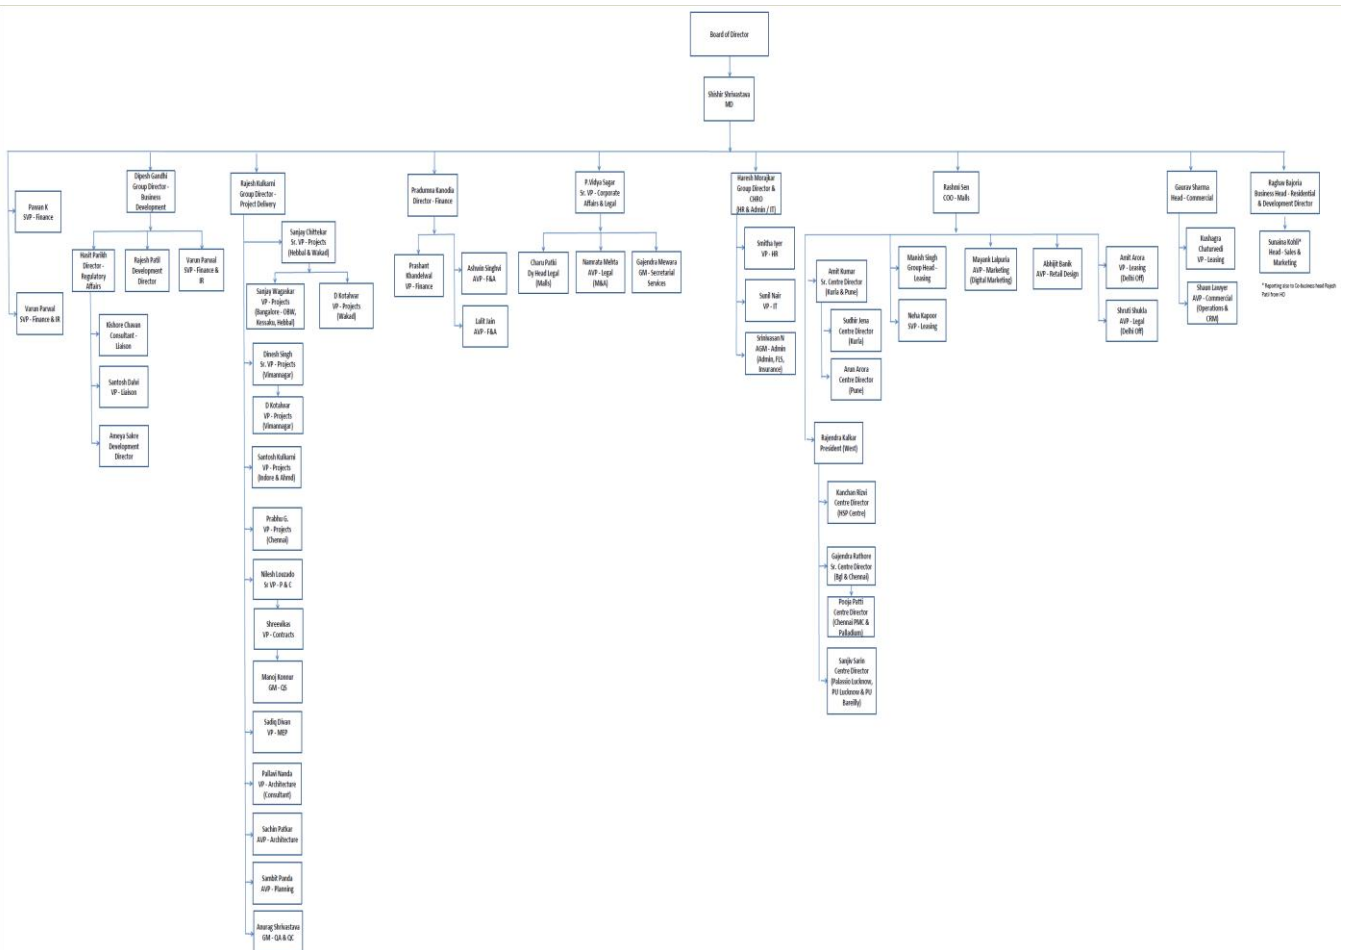 Board of Director
Shishir Shrivastava
MD
Pawan K
SVP - Finance
Varun Parwal
SVP - Finance & IR
Dipesh Gandhi
Group Director -
Business
Development
Hasit Parikh
Director -
Regulatory
Affairs
Rajesh Patil
Development
Director
Varun Parwal
SVP - Finance &
IR
Kishore Chavan
Consultant -
Liaison
Santosh Dalvi
VP - Liaison
Ameya Sakre
Development
Director
Rajesh Kulkarni
Group Director -
Project Delivery
Sanjay Chittekar
Sr. VP - Projects
(Hebbal & Wakad)
Sanjay Wagaskar
VP - Projects
(Bangalore - OBW,
Kessaku, Hebbal)
D Kotalwar
VP - Projects
(Wakad)
Dinesh Singh
Sr. VP - Projects
(Vimannagar)
D Kotalwar
VP - Projects
(Vimannagar)
Santosh Kulkarni
VP - Projects
(Indore & Ahmd)
Prabhu G.
VP - Projects
(Chennai)
Nilesh Louzado
Sr VP - P & C
Shreevikas
VP - Contracts
Manoj Konnur
GM - QS
Sadiq Divan
VP - MEP
Pallavi Nanda
VP - Architecture
(Consultant)
Sachin Patkar
AVP - Architecture
Sambit Panda
AVP - Planning
Anurag Shrivastava
GM - QA & QC
Pradumna Kanodia
Director - Finance
Prashant
Khandelwal
VP - Finance
Ashwin Singhvi
AVP - F&A
Lalit Jain
AVP - F&A
P.Vidya Sagar
Sr. VP - Corporate
Affairs & Legal
Charu Patki
Dy Head Legal
(Malls)
Namrata Mehta
AVP - Legal
(M&A)
Gajendra Mewara
GM - Secretarial
Services
Haresh Morajkar
Group Director &
CHRO
(HR & Admin / IT)
Smitha Iyer
VP - HR
Sunil Nair
VP - IT
Srinivasan N
AGM - Admin
(Admin, FLS,
Insurance)
Rashmi Sen
COO - Malls
Amit Kumar
Sr. Centre Director
(Kurla & Pune)
Sudhir Jena
Centre Director
(Kurla)
Arun Arora
Centre Director
(Pune)
Rajendra Kalkar
President (West)
Kanchan Rizvi
Centre Director
(HSP Centre)
Gajendra Rathore
Sr. Centre Director
(Bgl & Chennai)
Pooja Patti
Centre Director
(Chennai PMC &
Palladium)
Sanjiv Sarin
Centre Director
(Palassio Lucknow,
PU Lucknow & PU
Bareilly)
Manish Singh
Group Head -
Leasing
Neha Kapoor
SVP - Leasing
Mayank Lalpuria
AVP - Marketing
(Digital Marketing)
Abhijit Banik
AVP - Retail Design
Amit Arora
VP - Leasing
(Delhi Off)
Shruti Shukla
AVP - Legal
(Delhi Off)
Gaurav Sharma
Head - Commercial
Kushagra
Chaturvedi
VP - Leasing
Shaun Lawyer
AVP - Commercial
(Operations &
CRM)
Raghav Bajoria
Business Head - Residential
& Development Director
Sunaina Kohli*
Head - Sales &
Marketing
* Reporting also to Co-business head Rajesh
Patil from HO